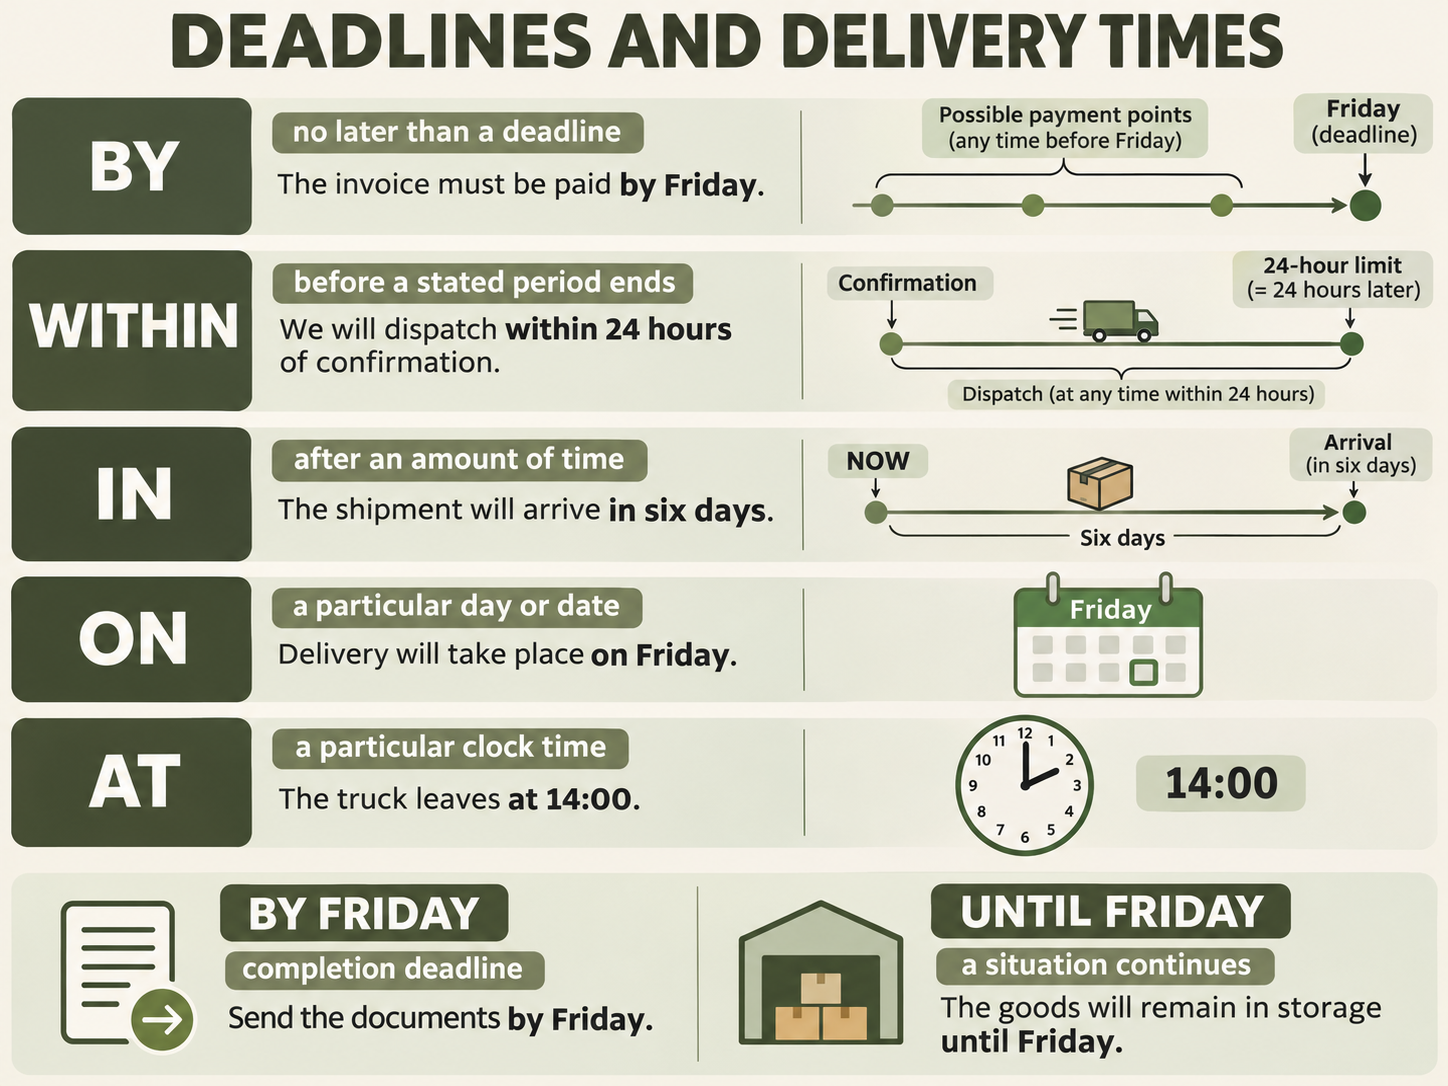 DEADLINES AND DELIVERY TIMES
BY
no later than a deadline
The invoice must be paid by Friday.
Possible payment points
(any time before Friday)
Friday
(deadline)
WITHIN
before a stated period ends
We will dispatch within 24 hours
of confirmation.
Confirmation
24-hour limit
(= 24 hours later)
Dispatch (at any time within 24 hours)
IN
after an amount of time
The shipment will arrive in six days.
NOW
Arrival
(in six days)
Six days
ON
a particular day or date
Delivery will take place on Friday.
Friday
AT
a particular clock time
The truck leaves at 14:00.
12
1
2
3
4
5
6
7
8
9
10
11
14:00
BY FRIDAY
completion deadline
Send the documents by Friday.
UNTIL FRIDAY
a situation continues
The goods will remain in storage
until Friday.